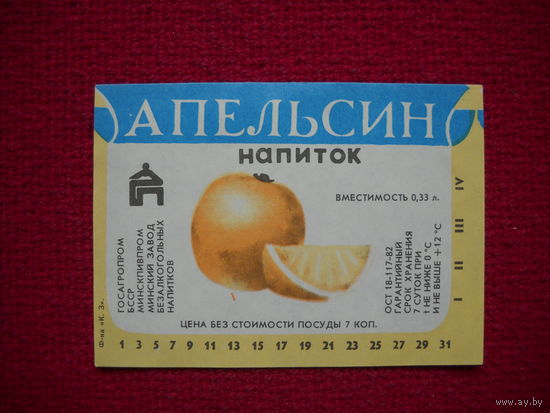 АПЕЛЬСИН
напиток
ВМЕСТИМОСТЬ 0,33 л.
ГОСАГРОПРОМ
БССР
МИНСКПИВПРОМ
МИНСКИЙ ЗАВОД
БЕЗАЛКОГОЛЬНЫХ
НАПИТКОВ
ОСТ 18-117-82
ГАРАНТИЙНЫЙ
СРОК ХРАНЕНИЯ
7 СУТОК ПРИ
t НЕ НИЖЕ 0 °C
И НЕ ВЫШЕ +12 °C
I II III IV
ЦЕНА БЕЗ СТОИМОСТИ ПОСУДЫ 7 КОП.
Ф-ка «К. З».
1 3 5 7 9 11 13 15 17 19 21 23 25 27 29 31
www.ay.by